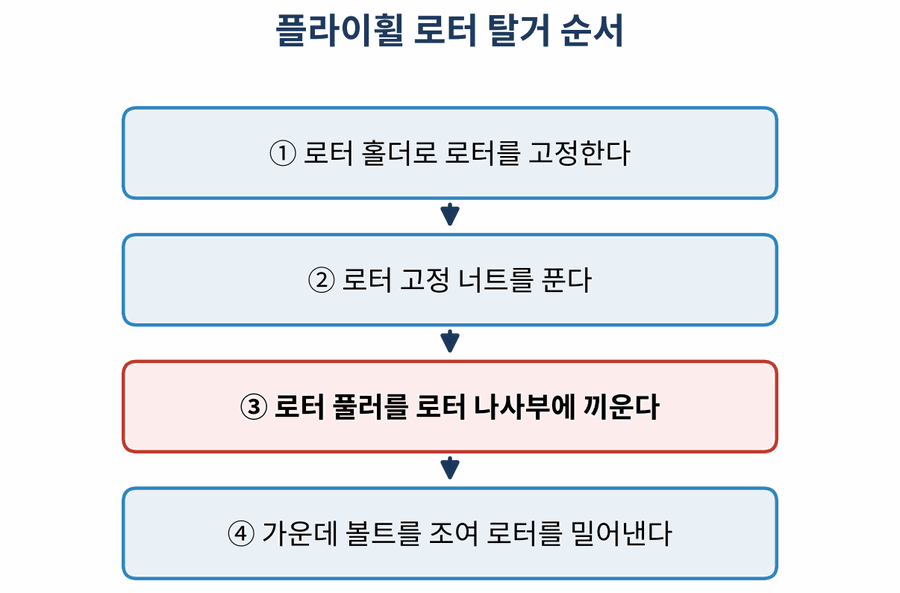 플라이휠 로터 탈거 순서
① 로터 홀더로 로터를 고정한다
② 로터 고정 너트를 푼다
③ 로터 풀러를 로터 나사부에 끼운다
④ 가운데 볼트를 조여 로터를 밀어낸다